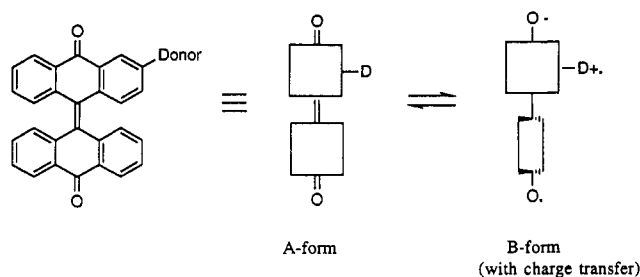 O
Donor
O
O
D
O
O -
D+.
O.
A-form
B-form
(with charge transfer)